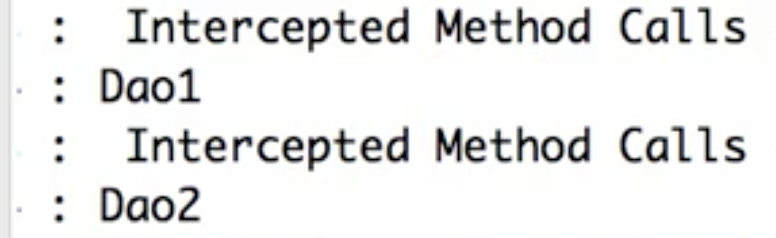 : Intercepted Method Calls
: Dao1
: Intercepted Method Calls
: Dao2